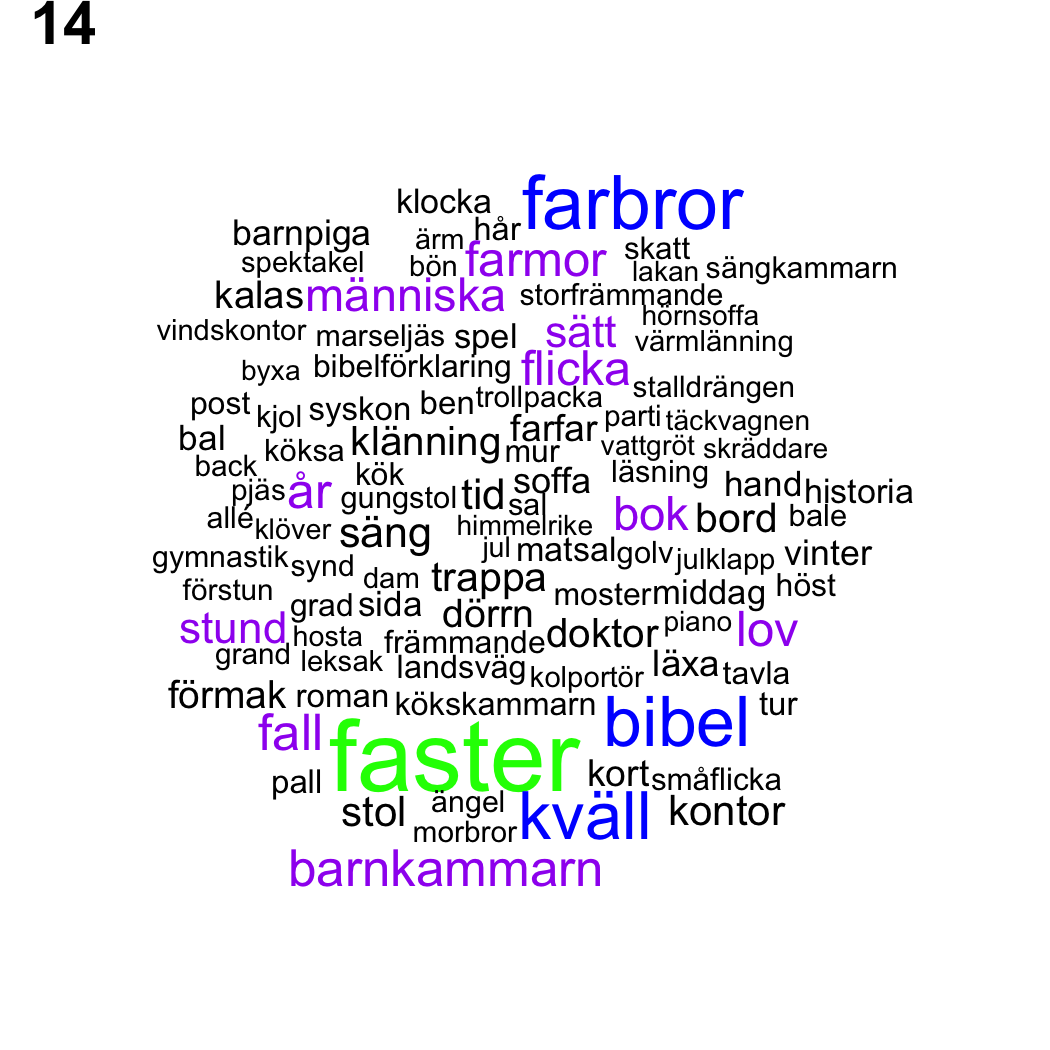 14
klocka farbror
barnpiga ärm hår
spektakel bön farmor skatt
lakan sängkammarn
kalas människa storfrämmande
hörnsoffa
vindskontor marseljäs spel sätt värmlänning
byxa bibelförklaring flicka
stalldrängen
post kjol syskon ben trollpacka parti täckvagnen
bal köksa klänning farfar mur vattgröt skräddare
back kök soffa läsning
pjäs år gungstol tid sal hand historia
allé klöver säng himmelrike bok bord bale
gymnastik synd jul matsal golv julklapp vinter
förstun dam trappa moster middag höst
grad sida dörrn
stund hosta främmande doktor piano lov
grand leksak landsväg kolportör läxa tavla
förmak roman kökskammarn bibel tur
fall faster
pall kort småflicka
stol ängel kväll kontor
morbror
barnkammarn